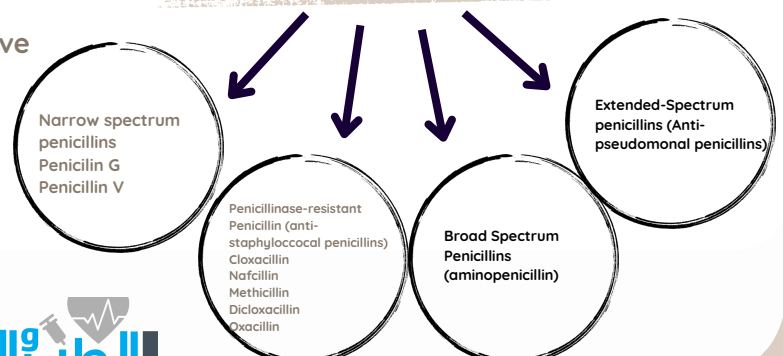 ve
Narrow spectrum
penicillins
Penicilin G
Penicillin V
Penicillinase-resistant
Penicillin (anti-
staphyloccocal penicillins)
Cloxacillin
Nafcillin
Methicillin
Dicloxacillin
Oxacillin
Broad Spectrum
Penicillins
(aminopenicillin)
Extended-Spectrum
penicillins (Anti-
pseudomonal penicillins)